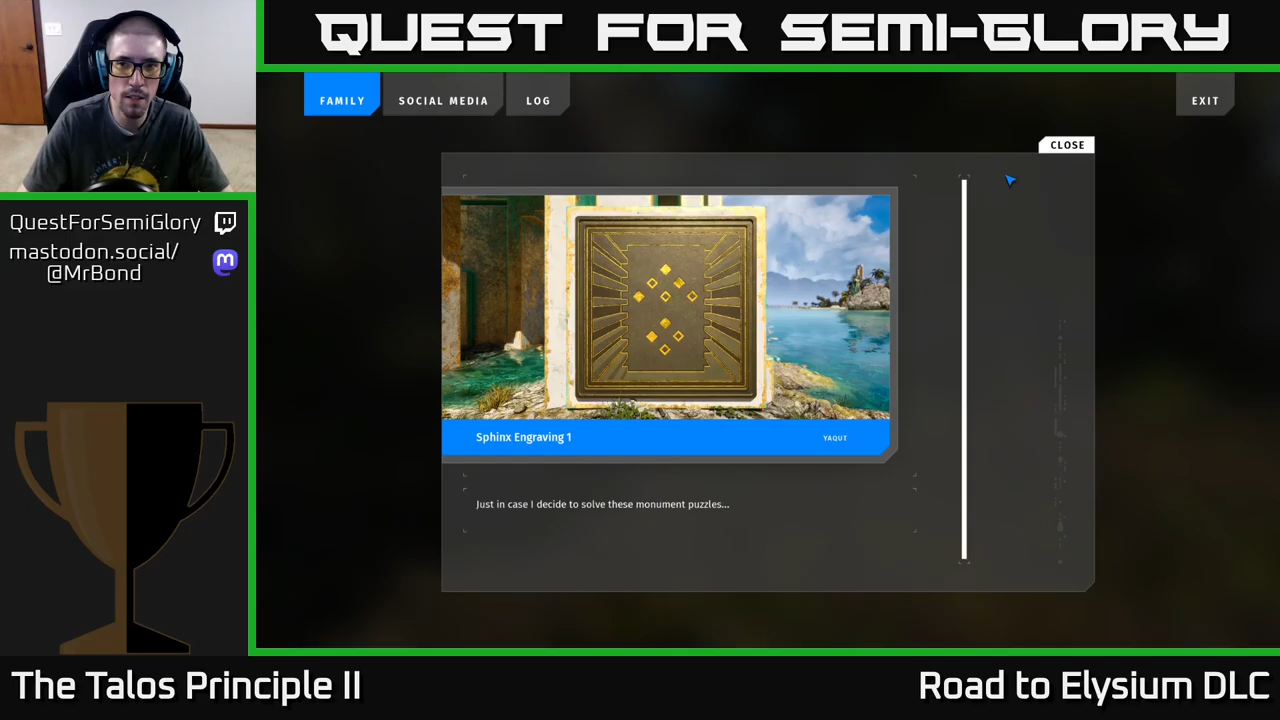 QUEST FOR SEMI-GLORY
FAMILY
SOCIAL MEDIA
LOG
EXIT
CLOSE
QuestForSemiGlory
mastodon.social/
@MrBond
Sphinx Engraving 1
YAQUT
Just in case I decide to solve these monument puzzles...
The Talos Principle II
Road to Elysium DLC